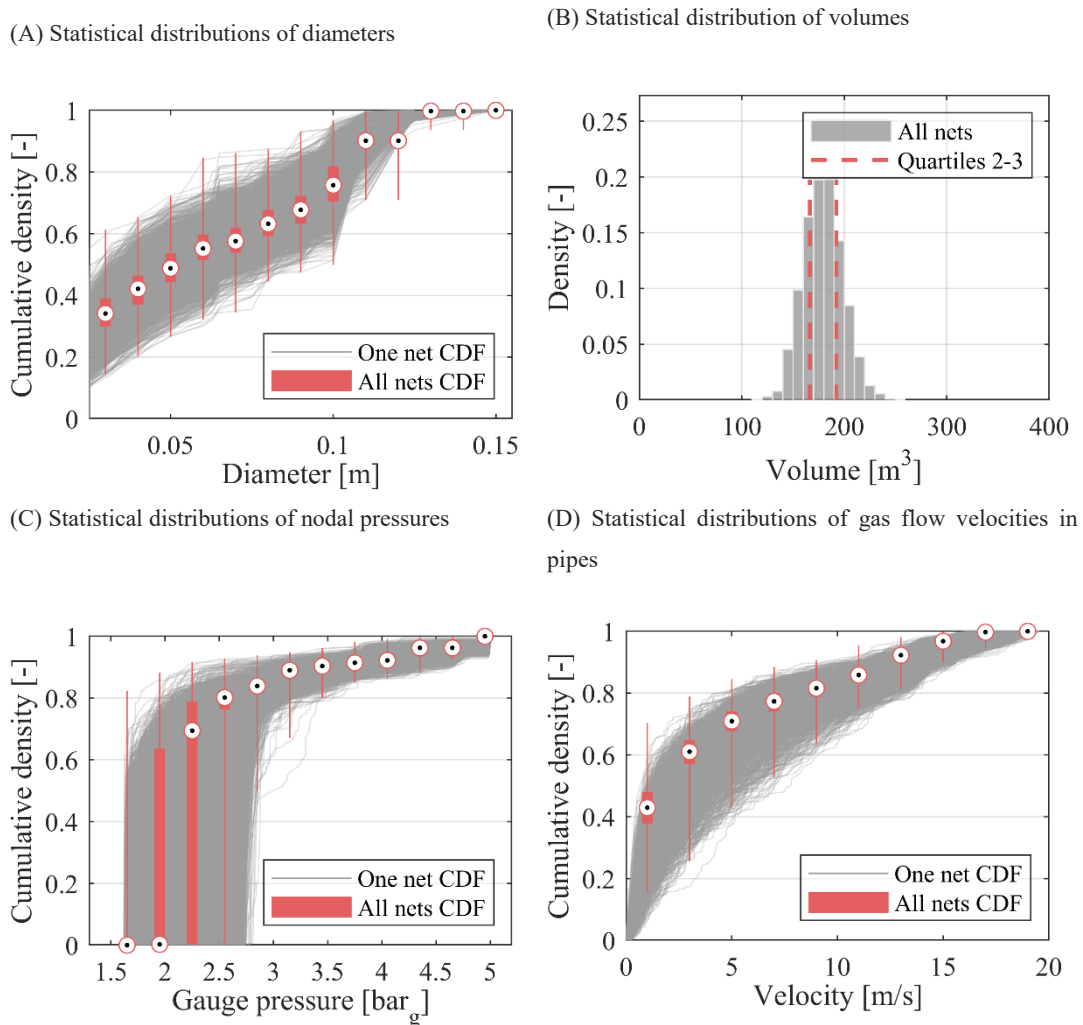 (A) Statistical distributions of diameters
1
0.8
0.6
0.4
0.2
0
Cumulative density [-]
0.05
0.1
0.15
Diameter [m]
One net CDF
All nets CDF
(B) Statistical distribution of volumes
0.25
0.2
0.15
0.1
0.05
0
Density [-]
0
100
200
300
400
Volume [m³]
All nets
Quartiles 2-3
(C) Statistical distributions of nodal pressures
1
0.8
0.6
0.4
0.2
0
Cumulative density [-]
1.5
2
2.5
3
3.5
4
4.5
5
Gauge pressure [bar_g]
One net CDF
All nets CDF
(D) Statistical distributions of gas flow velocities in
pipes
1
0.8
0.6
0.4
0.2
0
Cumulative density [-]
0
5
10
15
20
Velocity [m/s]
One net CDF
All nets CDF